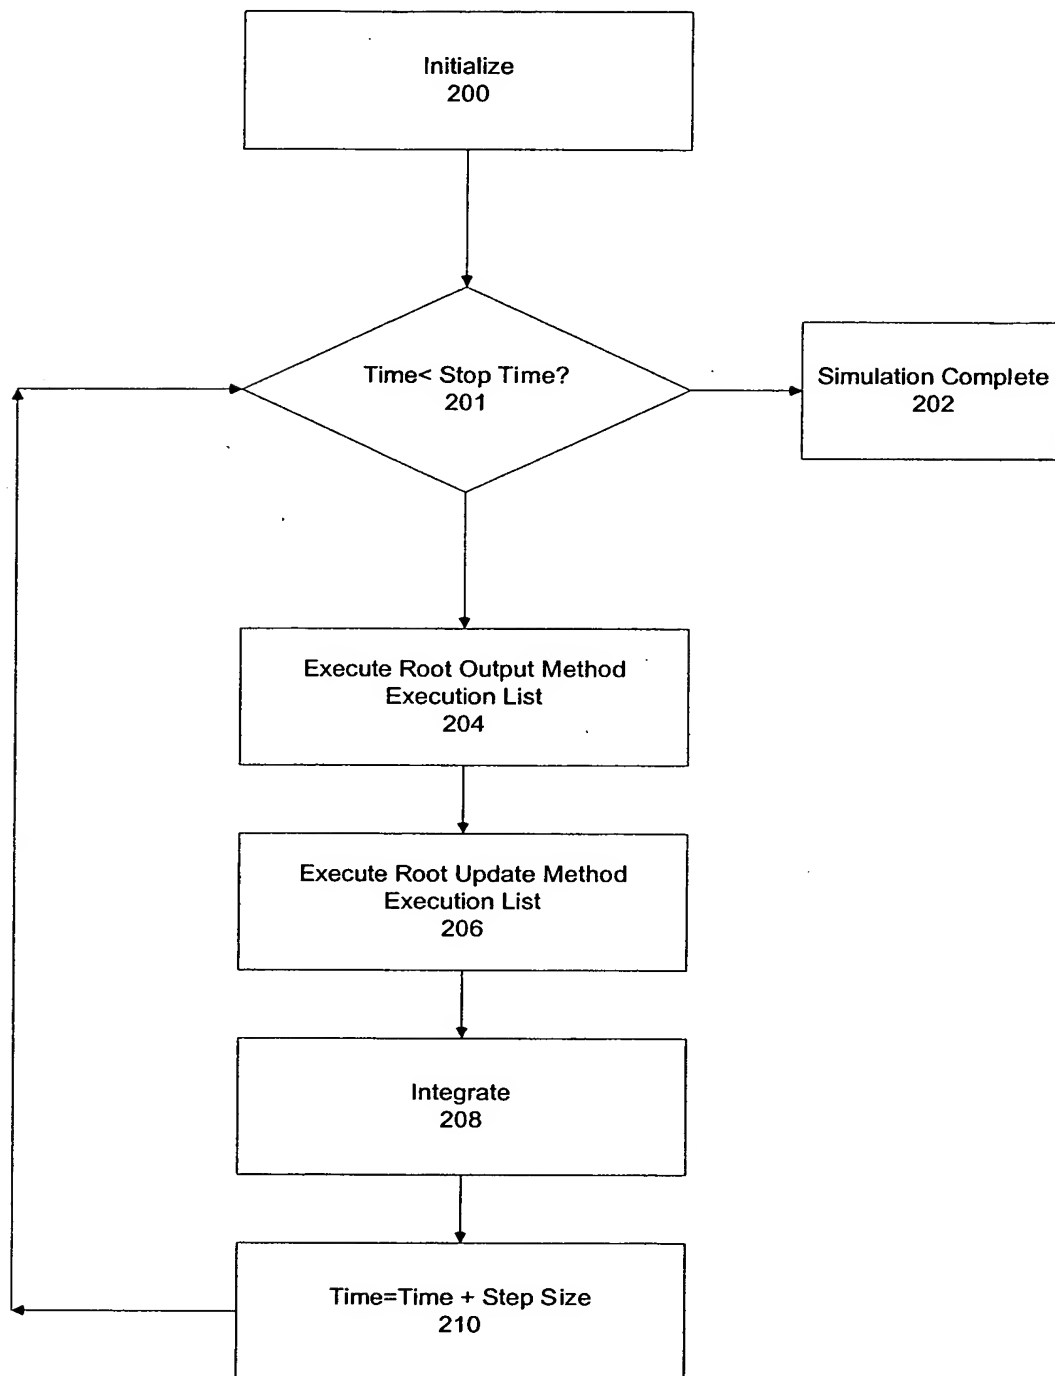 Initialize
200
Time< Stop Time?
201
Simulation Complete
202
Execute Root Output Method
Execution List
204
Execute Root Update Method
Execution List
206
Integrate
208
Time=Time + Step Size
210